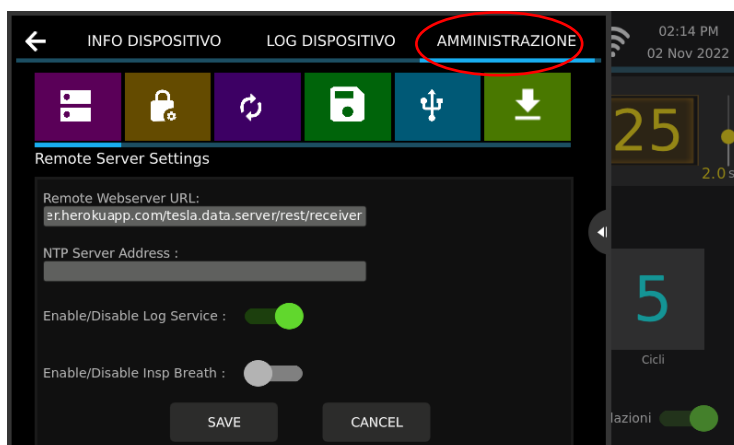 INFO DISPOSITIVO
LOG DISPOSITIVO
AMMINISTRAZIONE
02:14 PM
02 Nov 2022
25
2.0 s
Remote Server Settings
Remote Webserver URL:
er.herokuapp.com/tesla.data.server/rest/receiver
NTP Server Address :
Enable/Disable Log Service :
5
Cicli
Enable/Disable Insp Breath :
lazioni
SAVE
CANCEL